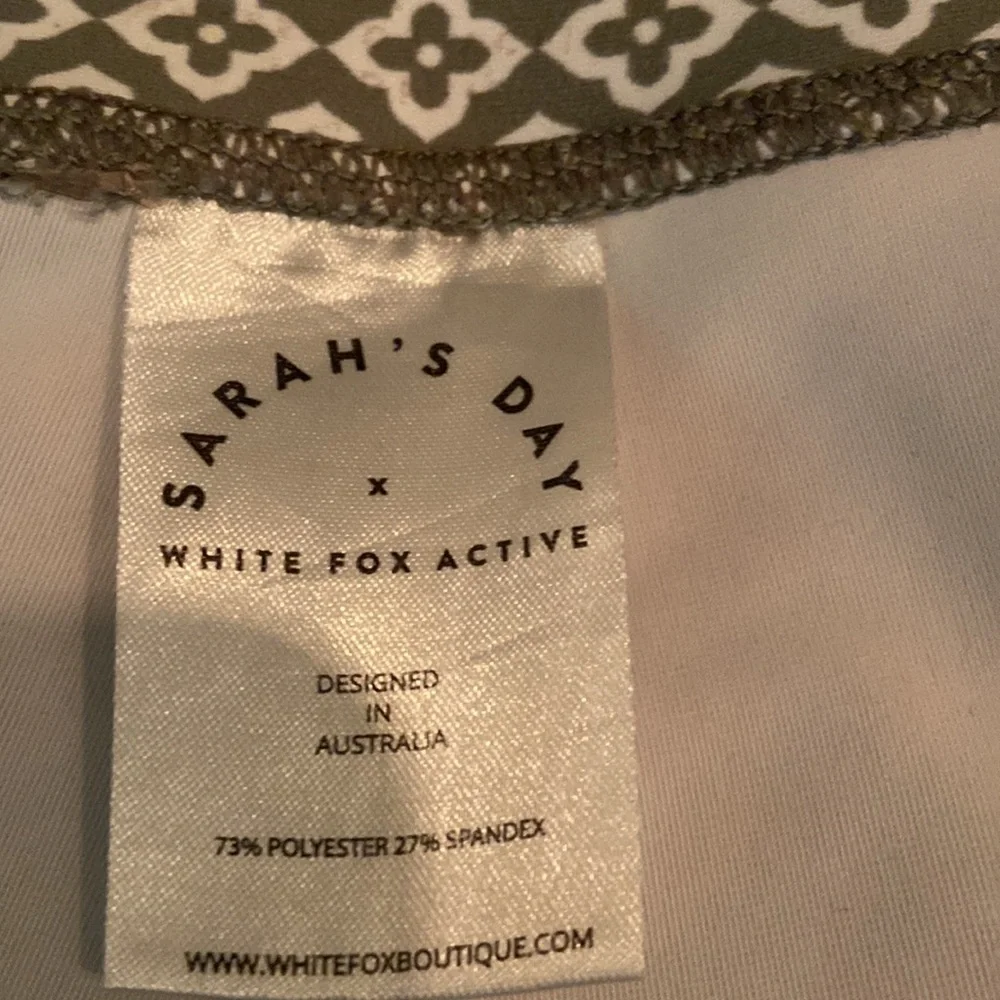 SARAH'S DAY
x
WHITE FOX ACTIVE
DESIGNED
IN
AUSTRALIA
73% POLYESTER 27% SPANDEX
WWW.WHITEFOXBOUTIQUE.COM